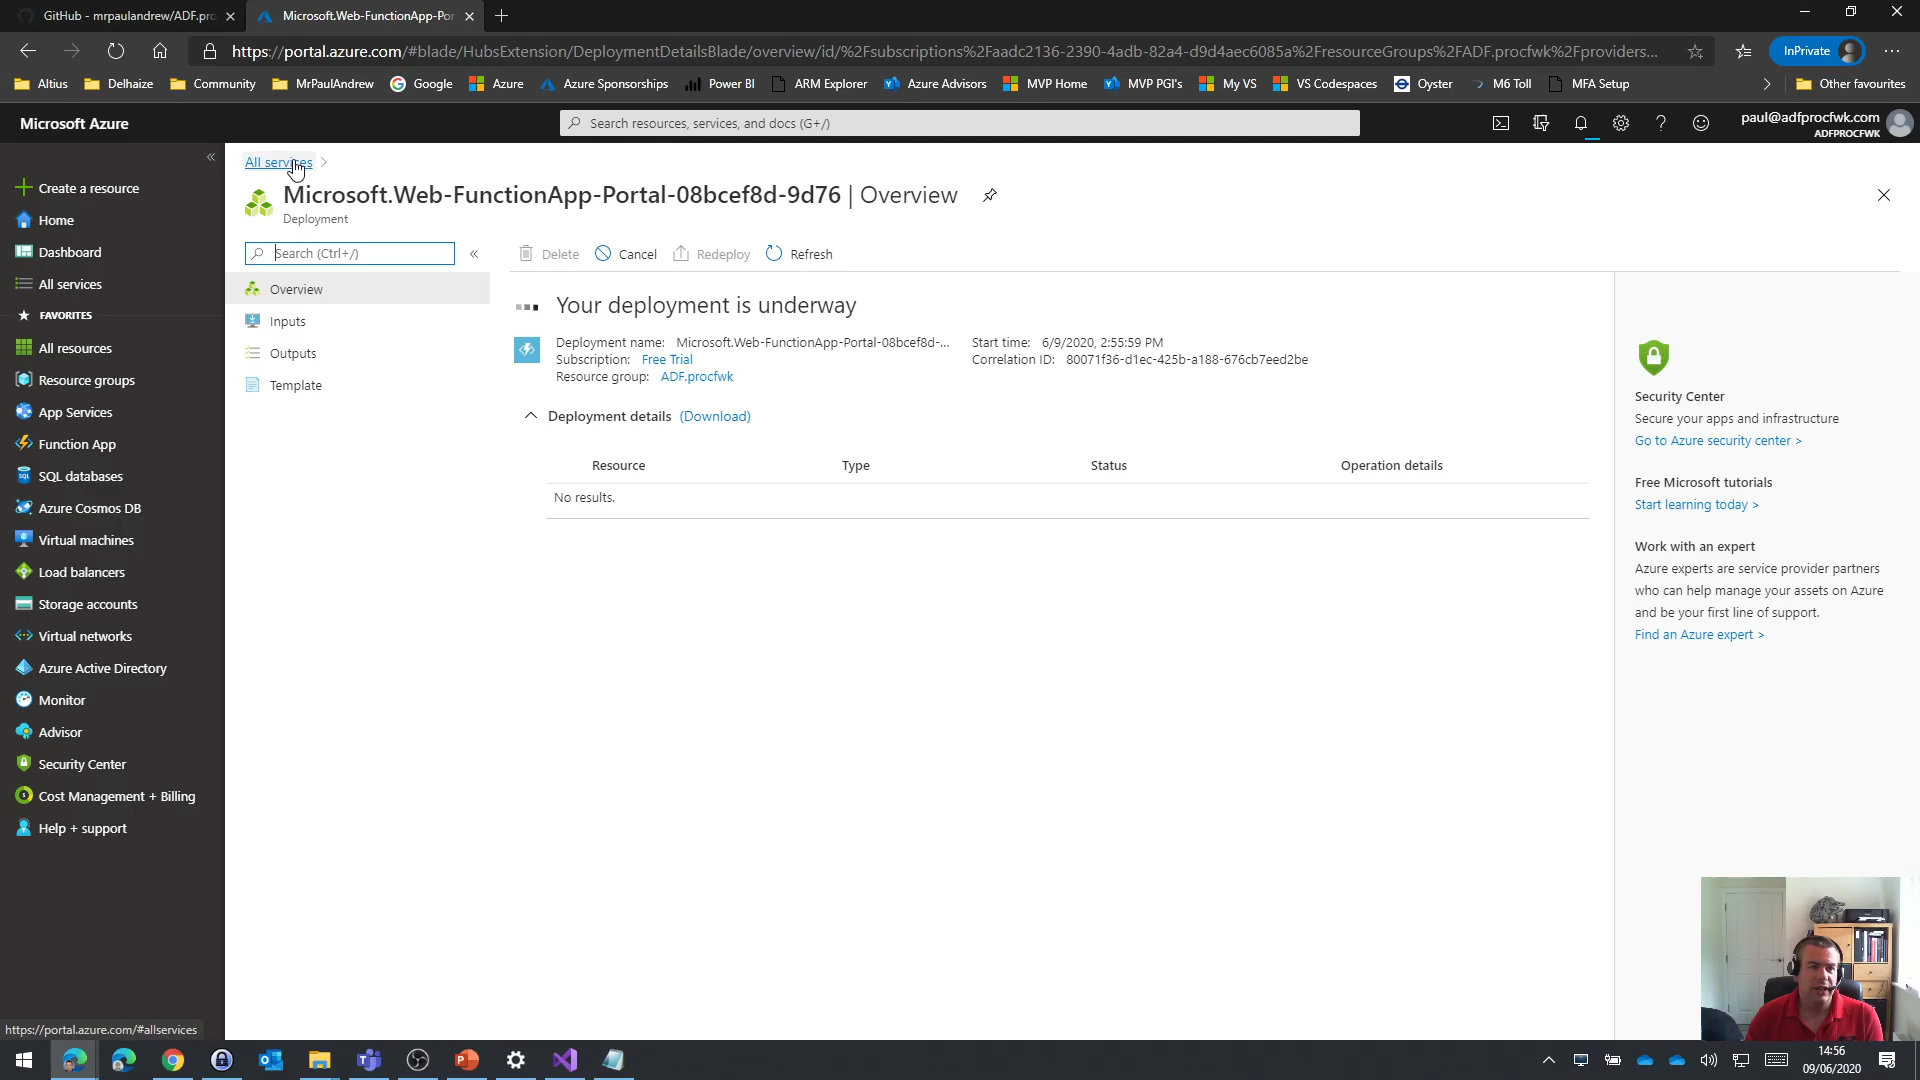 GitHub - mrpaulandrew/ADF.pro
Microsoft.Web-FunctionApp-Por
https://portal.azure.com/#blade/HubsExtension/DeploymentDetailsBlade/overview/id/%2Fsubscriptions%2Faadc2136-2390-4adb-82a4-d9d4aec6085a%2FresourceGroups%2FADF.procfwk%2Fproviders...
InPrivate
Altius
Delhaize
Community
MrPaulAndrew
Google
Azure
Azure Sponsorships
Power BI
ARM Explorer
Azure Advisors
MVP Home
MVP PGI's
My VS
VS Codespaces
Oyster
M6 Toll
MFA Setup
Other favourites
Microsoft Azure
Search resources, services, and docs (G+/)
paul@adfprocfwk.com
ADFPROCFWK
Create a resource
Home
Dashboard
All services
FAVORITES
All resources
Resource groups
App Services
Function App
SQL databases
Azure Cosmos DB
Virtual machines
Load balancers
Storage accounts
Virtual networks
Azure Active Directory
Monitor
Advisor
Security Center
Cost Management + Billing
Help + support
https://portal.azure.com/#allservices
All services
Microsoft.Web-FunctionApp-Portal-08bcef8d-9d76 | Overview
Deployment
Search (Ctrl+/)
Overview
Inputs
Outputs
Template
Delete
Cancel
Redeploy
Refresh
Your deployment is underway
Deployment name: Microsoft.Web-FunctionApp-Portal-08bcef8d-...
Subscription: Free Trial
Resource group: ADF.procfwk
Start time: 6/9/2020, 2:55:59 PM
Correlation ID: 80071f36-d1ec-425b-a188-676cb7eed2be
Deployment details (Download)
Resource Type Status Operation details
No results.
Security Center
Secure your apps and infrastructure
Go to Azure security center >
Free Microsoft tutorials
Start learning today >
Work with an expert
Azure experts are service provider partners
who can help manage your assets on Azure
and be your first line of support.
Find an Azure expert >
14:56
09/06/2020